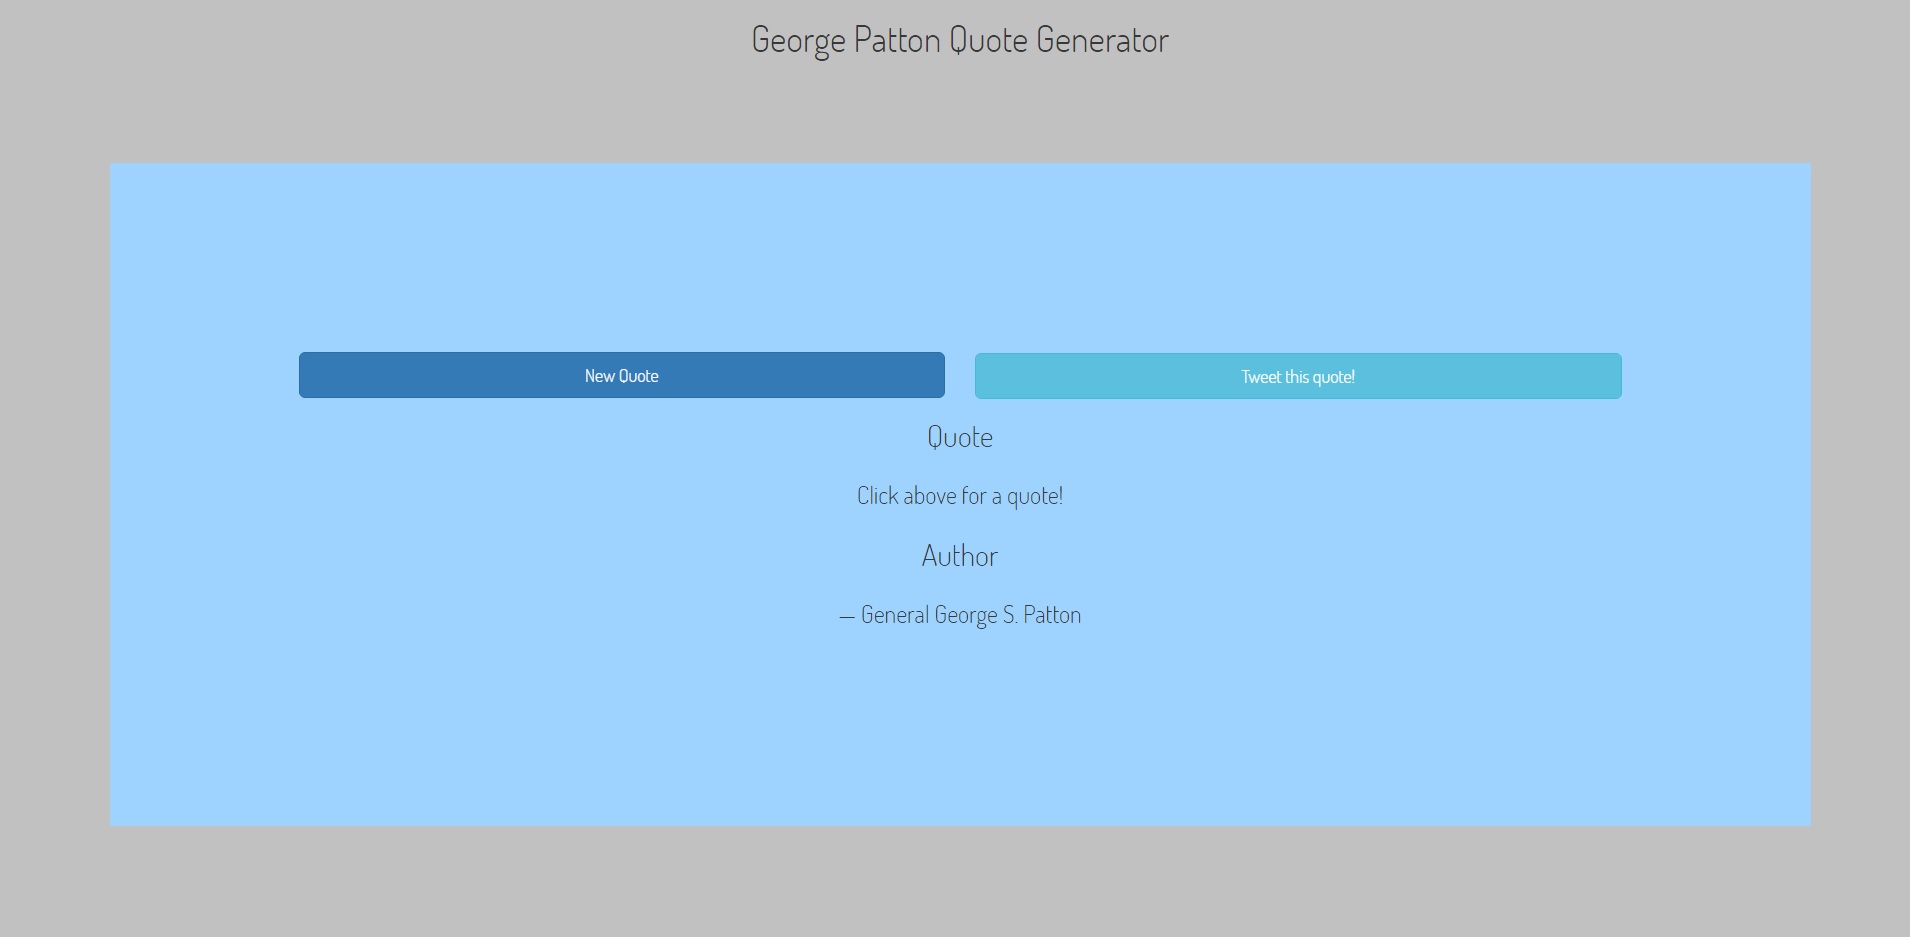 George Patton Quote Generator
New Quote
Tweet this quote!
Quote
Click above for a quote!
Author
— General George S. Patton